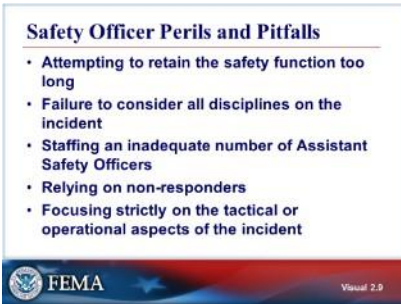 Safety Officer Perils and Pitfalls
• Attempting to retain the safety function too
long
• Failure to consider all disciplines on the
incident
• Staffing an inadequate number of Assistant
Safety Officers
• Relying on non-responders
• Focusing strictly on the tactical or
operational aspects of the incident
FEMA
Visual 2.9